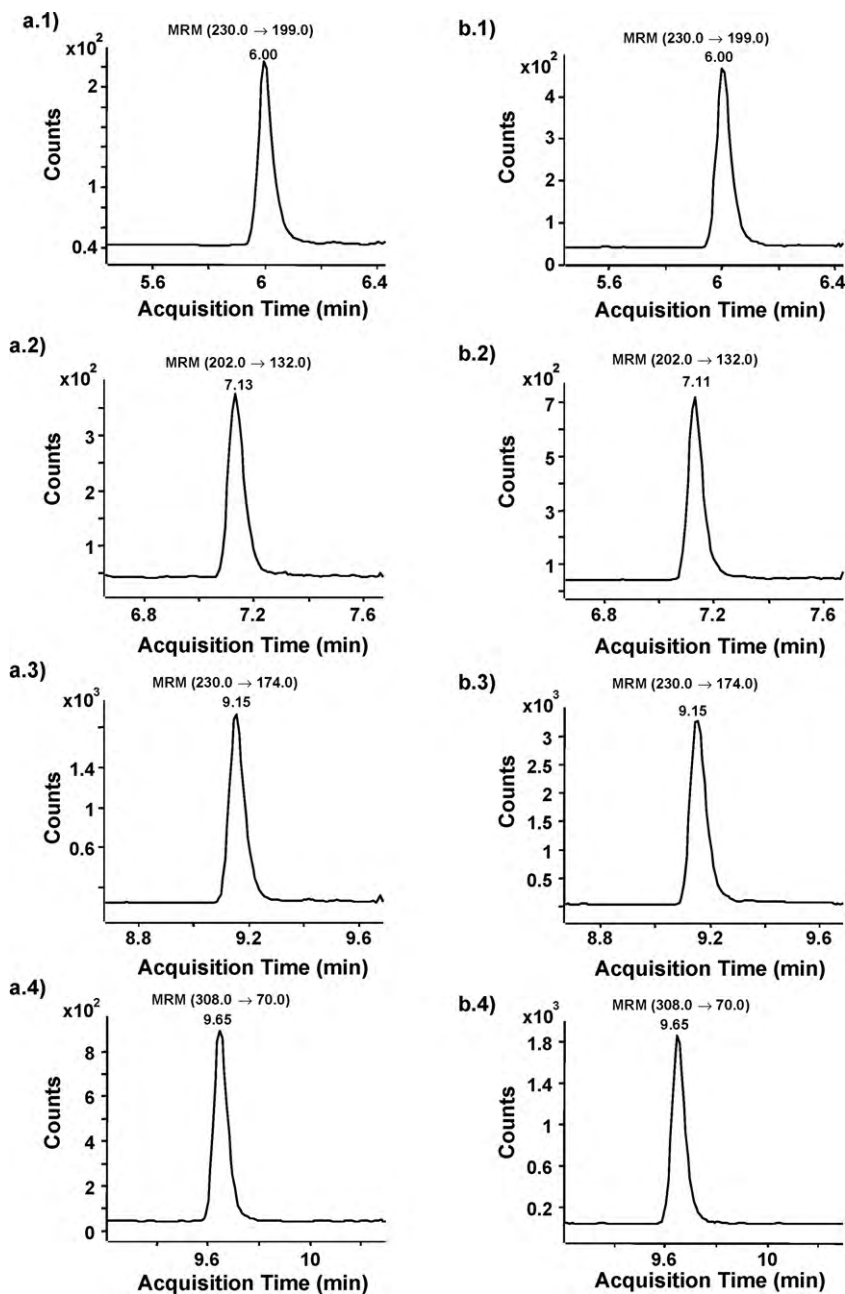 a.1)
x10²
MRM (230.0 → 199.0)
6.00
2
1
0.4
Counts
5.6
6
6.4
Acquisition Time (min)
b.1)
x10²
MRM (230.0 → 199.0)
6.00
4
3
2
1
0
Counts
5.6
6
6.4
Acquisition Time (min)
a.2)
x10²
MRM (202.0 → 132.0)
7.13
3
2
1
Counts
6.8
7.2
7.6
Acquisition Time (min)
b.2)
x10²
MRM (202.0 → 132.0)
7.11
7
5
3
1
Counts
6.8
7.2
7.6
Acquisition Time (min)
a.3)
x10³
MRM (230.0 → 174.0)
9.15
1.4
1
0.6
Counts
8.8
9.2
9.6
Acquisition Time (min)
b.3)
x10³
MRM (230.0 → 174.0)
9.15
3
2.5
2
1.5
1
0.5
Counts
8.8
9.2
9.6
Acquisition Time (min)
a.4)
x10²
MRM (308.0 → 70.0)
9.65
8
6
4
2
0
Counts
9.6
10
Acquisition Time (min)
b.4)
x10³
MRM (308.0 → 70.0)
9.65
1.8
1.4
1
0.6
0.2
Counts
9.6
10
Acquisition Time (min)